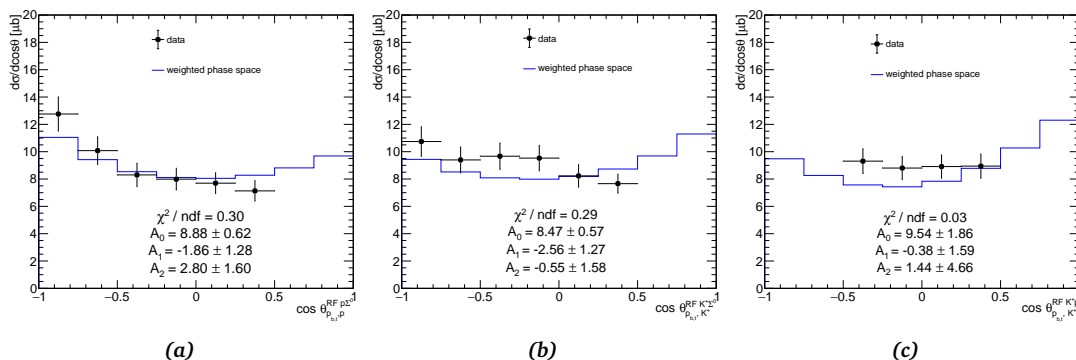 dσ/dcosθ [μb]
20
18
16
14
12
10
8
6
4
2
0
data
weighted phase space
χ² / ndf = 0.30
A₀ = 8.88 ± 0.62
A₁ = -1.86 ± 1.28
A₂ = 2.80 ± 1.60
−1
−0.5
0
0.5
1
(a)
dσ/dcosθ [μb]
20
18
16
14
12
10
8
6
4
2
0
data
weighted phase space
χ² / ndf = 0.29
A₀ = 8.47 ± 0.57
A₁ = -2.56 ± 1.27
A₂ = -0.55 ± 1.58
−1
−0.5
0
0.5
1
(b)
dσ/dcosθ [μb]
20
18
16
14
12
10
8
6
4
2
0
data
weighted phase space
χ² / ndf = 0.03
A₀ = 9.54 ± 1.86
A₁ = -0.38 ± 1.59
A₂ = 1.44 ± 4.66
−1
−0.5
0
0.5
(c)